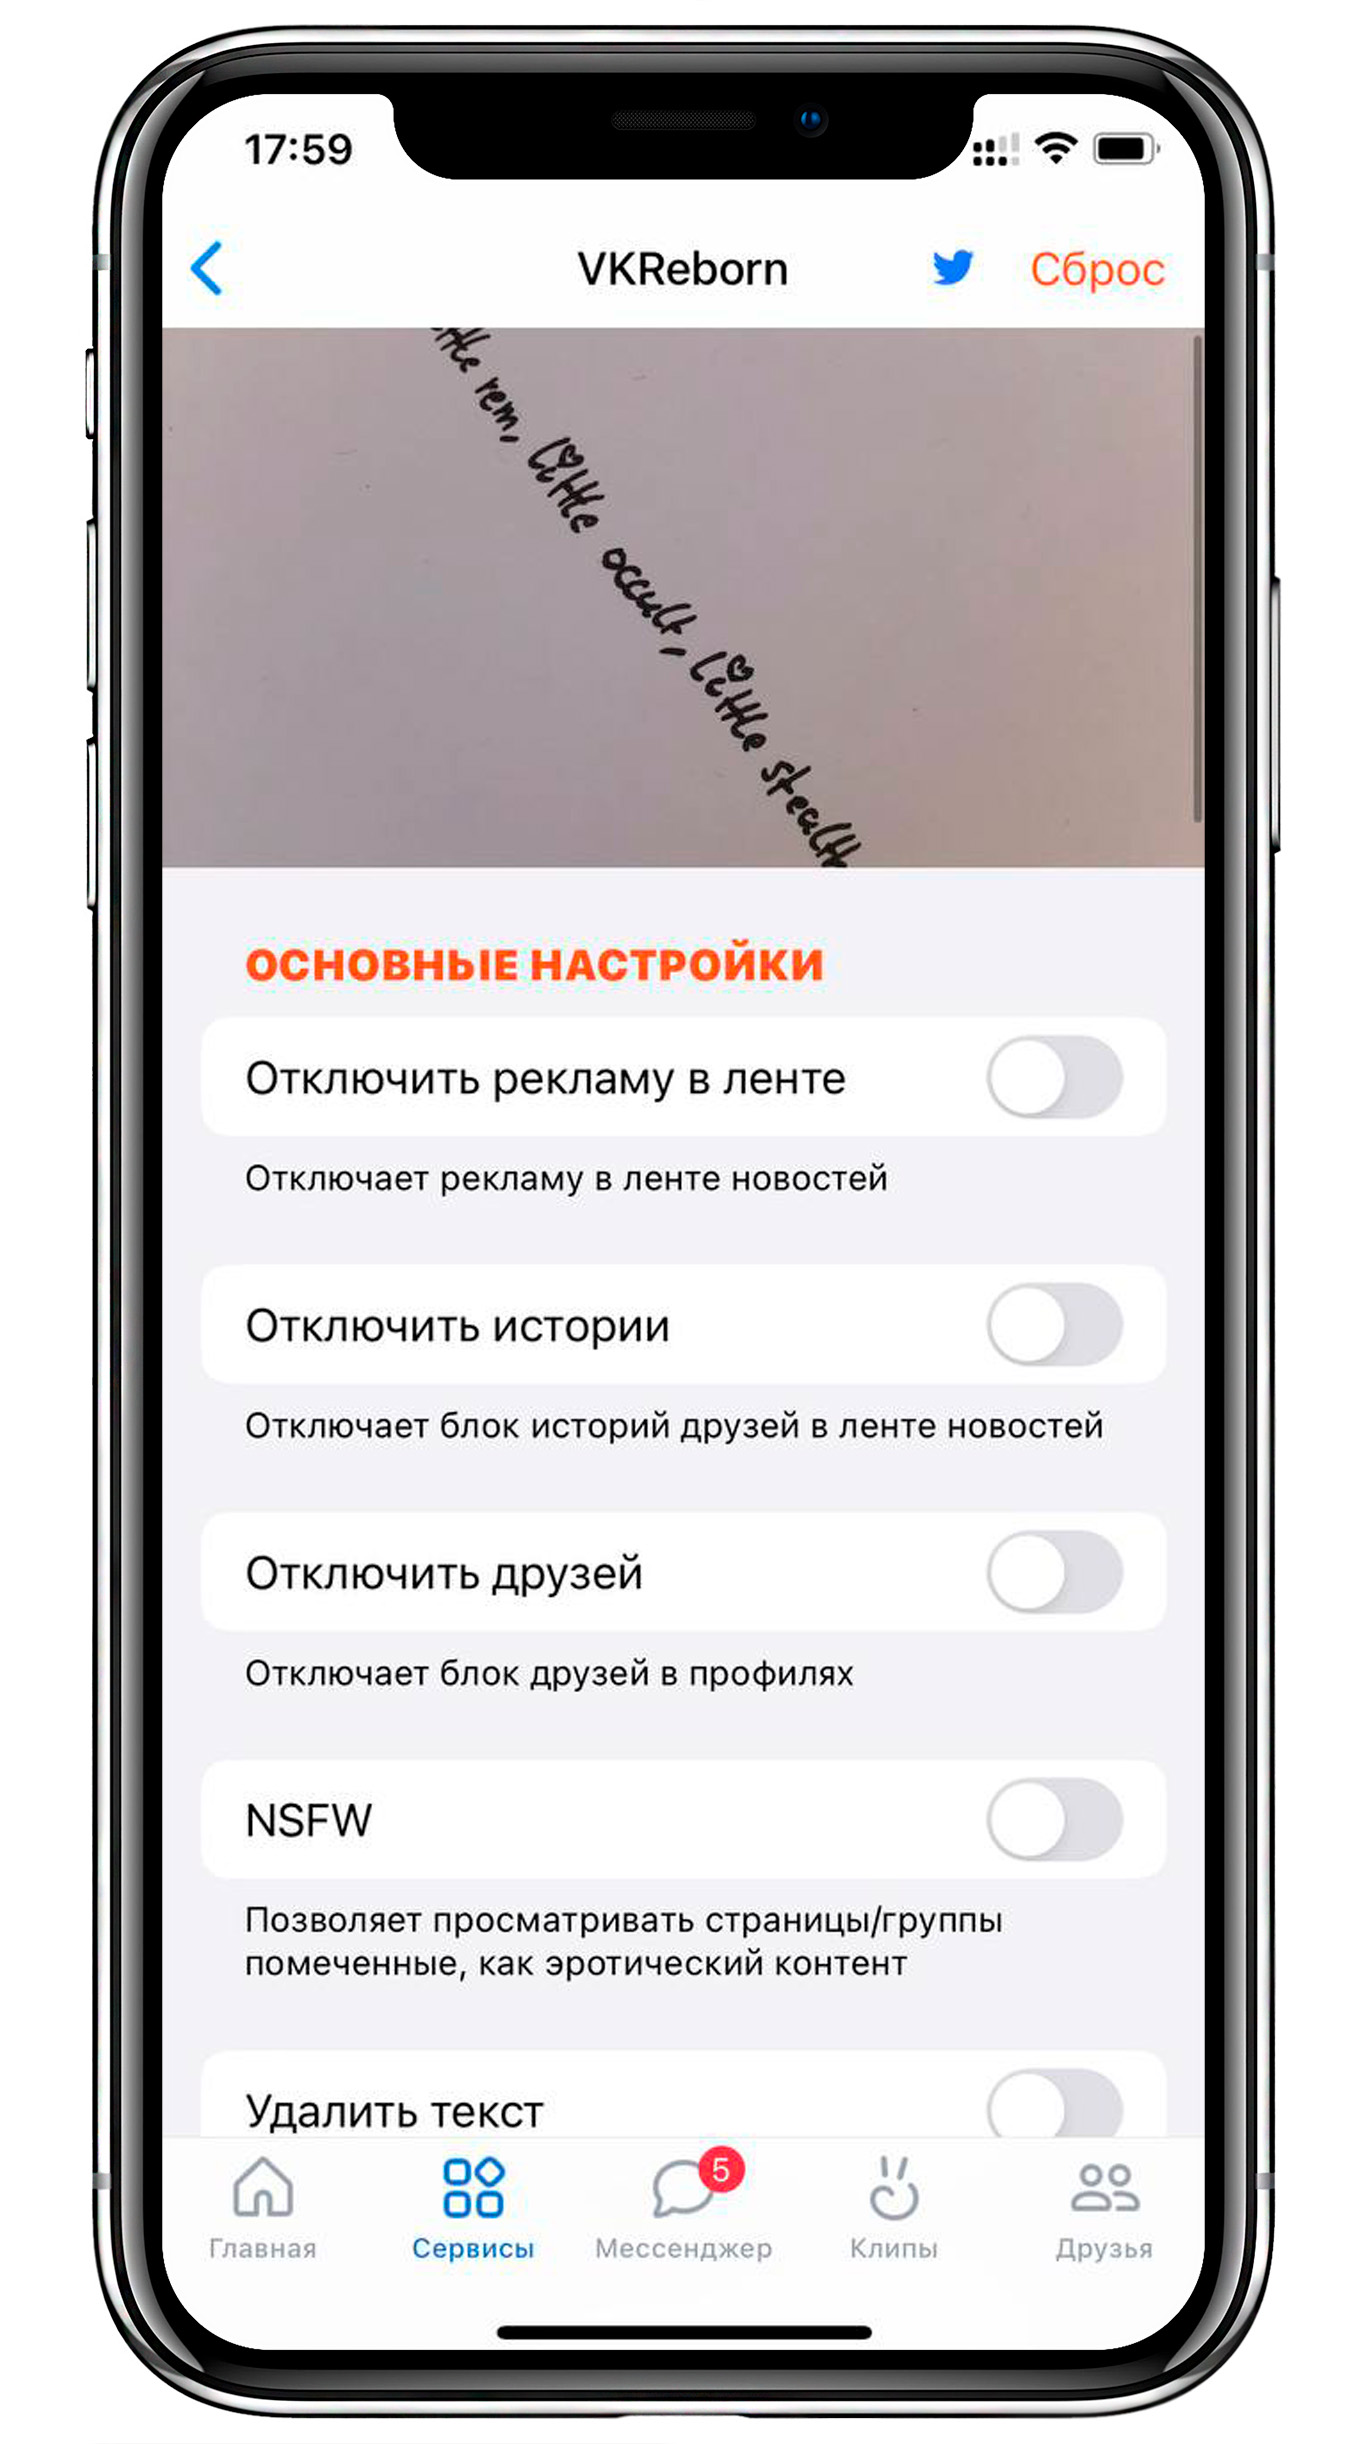 17:59
VKReborn
Сброс
rem, little occult, little stealth
ОСНОВНЫЕ НАСТРОЙКИ
Отключить рекламу в ленте
Отключает рекламу в ленте новостей
Отключить истории
Отключает блок историй друзей в ленте новостей
Отключить друзей
Отключает блок друзей в профилях
NSFW
Позволяет просматривать страницы/группы
помеченные, как эротический контент
Удалить текст
5
Главная
Сервисы
Мессенджер
Клипы
Друзья